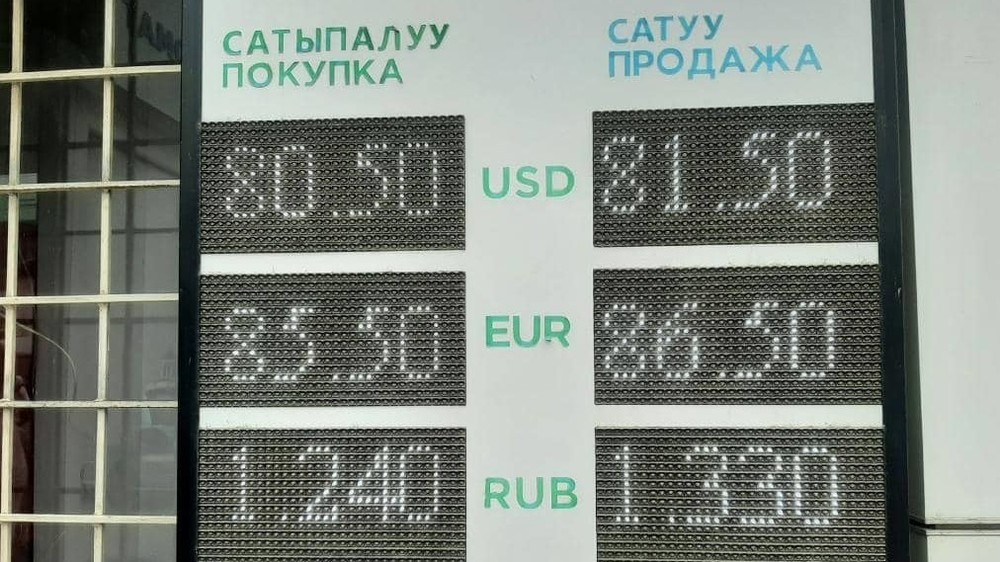 САТЫПАЛУУ
ПОКУПКА
САТУУ
ПРОДАЖА
80.50 USD 81.50
85.50 EUR 86.50
1.240 RUB 1.330